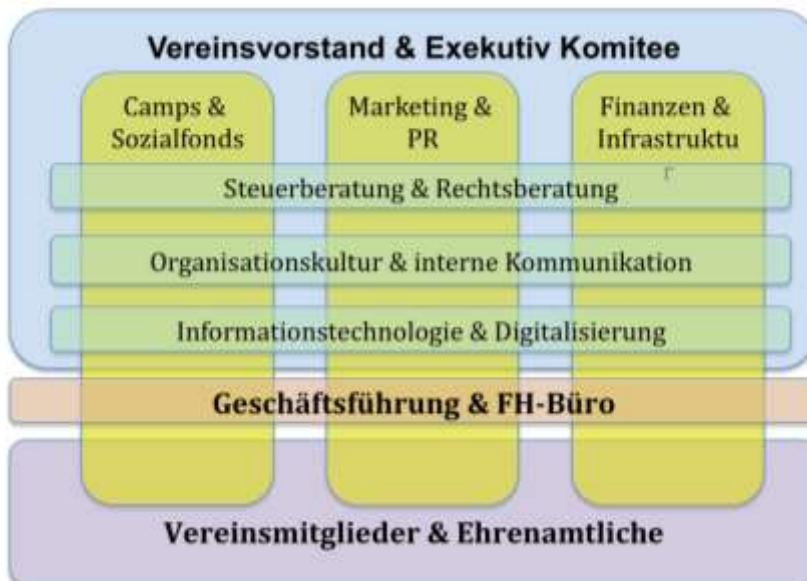 Vereinsvorstand & Exekutiv Komitee
Camps &
Sozialfonds
Marketing &
PR
Finanzen &
Infrastruktu
r
Steuerberatung & Rechtsberatung
Organisationskultur & interne Kommunikation
Informationstechnologie & Digitalisierung
Geschäftsführung & FH-Büro
Vereinsmitglieder & Ehrenamtliche